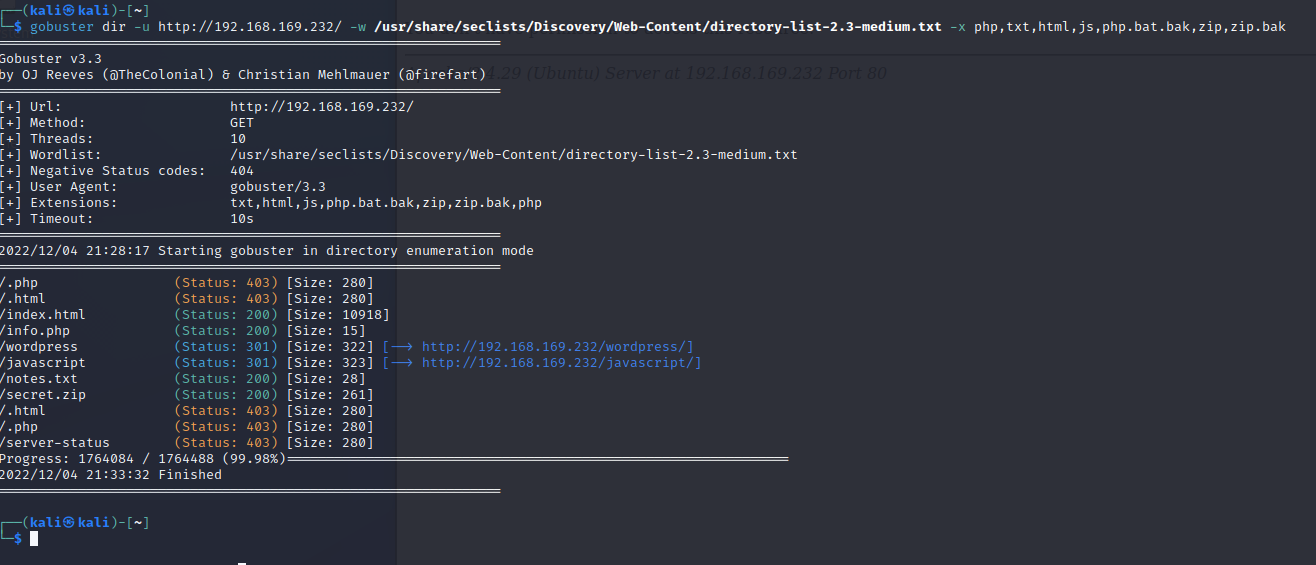 ┌──(kali㉿kali)-[~]
└─$ gobuster dir -u http://192.168.169.232/ -w /usr/share/seclists/Discovery/Web-Content/directory-list-2.3-medium.txt -x php,txt,html,js,php.bat.bak,zip,zip.bak
===============================================================
Gobuster v3.3
by OJ Reeves (@TheColonial) & Christian Mehlmauer (@firefart)
4.29 (Ubuntu) Server at 192.168.169.232 Port 80
===============================================================
[+] Url:                     http://192.168.169.232/
[+] Method:                  GET
[+] Threads:                 10
[+] Wordlist:                /usr/share/seclists/Discovery/Web-Content/directory-list-2.3-medium.txt
[+] Negative Status codes:   404
[+] User Agent:              gobuster/3.3
[+] Extensions:              txt,html,js,php.bat.bak,zip,zip.bak,php
[+] Timeout:                 10s
===============================================================
2022/12/04 21:28:17 Starting gobuster in directory enumeration mode
===============================================================
/.php                 (Status: 403) [Size: 280]
/.html                (Status: 403) [Size: 280]
/index.html           (Status: 200) [Size: 10918]
/info.php             (Status: 200) [Size: 15]
/wordpress            (Status: 301) [Size: 322] [--> http://192.168.169.232/wordpress/]
/javascript           (Status: 301) [Size: 323] [--> http://192.168.169.232/javascript/]
/notes.txt            (Status: 200) [Size: 28]
/secret.zip           (Status: 200) [Size: 261]
/.html                (Status: 403) [Size: 280]
/.php                 (Status: 403) [Size: 280]
/server-status        (Status: 403) [Size: 280]
Progress: 1764084 / 1764488 (99.98%)===============================================================
2022/12/04 21:33:32 Finished
===============================================================
┌──(kali㉿kali)-[~]
└─$